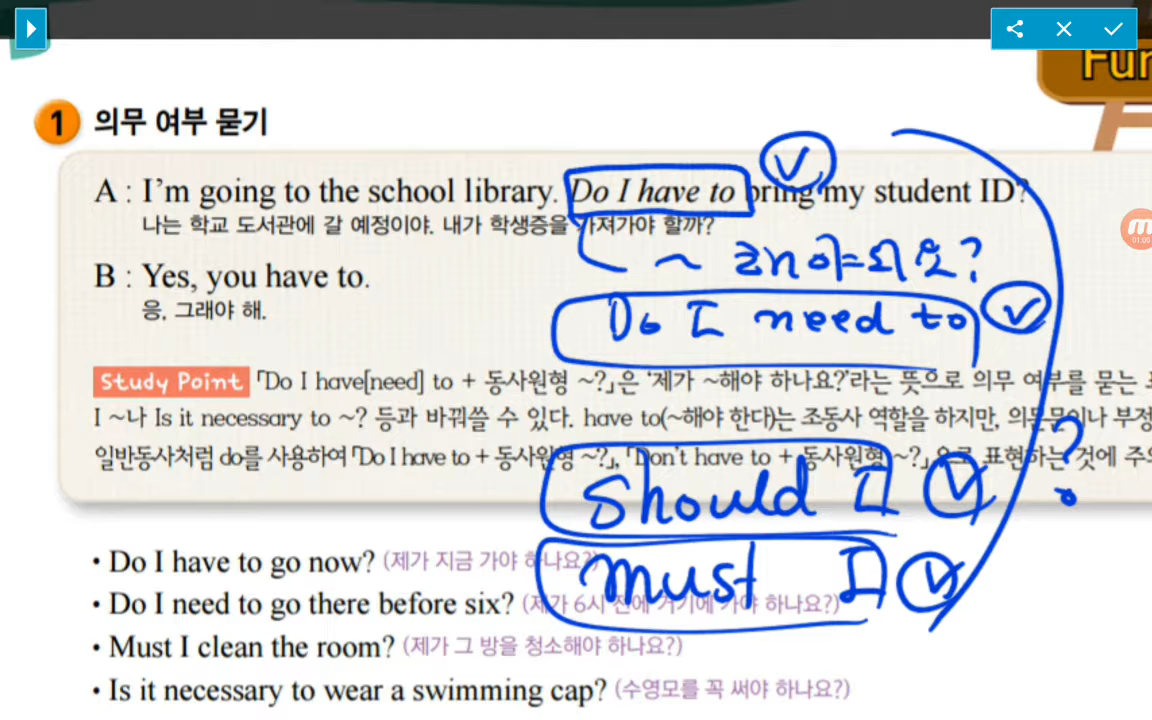 Fun
1 의무 여부 묻기
A : I'm going to the school library. Do I have to bring my student ID?
나는 학교 도서관에 갈 예정이야. 내가 학생증을 가져가야 할까?
~ 해야 되요?
B : Yes, you have to.
응, 그래야 해.
Do I need to
Study Point 「Do I have[need] to + 동사원형 ~?」은 '제가 ~해야 하나요?'라는 뜻으로 의무 여부를 묻는
I ~나 Is it necessary to ~? 등과 바꿔쓸 수 있다. have to(~해야 한다)는 조동사 역할을 하지만, 의문문이나 부정
일반동사처럼 do를 사용하여 「Do I have to + 동사원형 ~?」, 「Don't have to + 동사원형 ~?」으로 표현하는 것에 주의
should I ?
must I
• Do I have to go now? (제가 지금 가야 하나요?)
• Do I need to go there before six? (제가 6시 전에 거기에 가야 하나요?)
• Must I clean the room? (제가 그 방을 청소해야 하나요?)
• Is it necessary to wear a swimming cap? (수영모를 꼭 써야 하나요?)
01:00